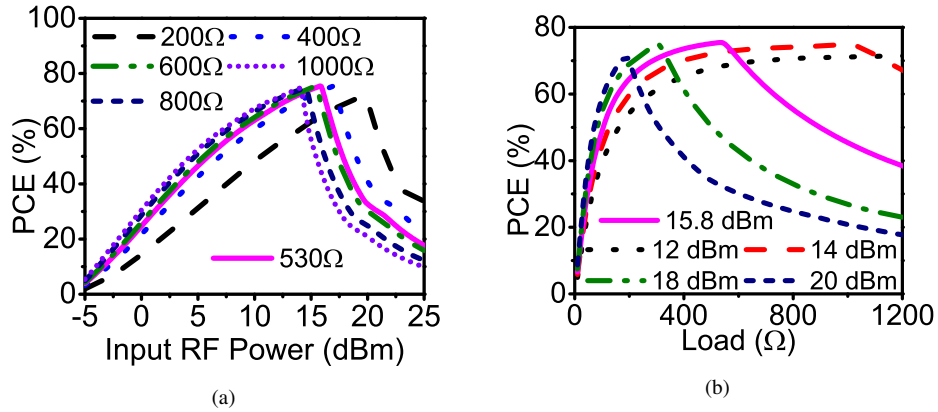 100
80
60
40
20
0
PCE (%)
200Ω 400Ω
600Ω 1000Ω
800Ω
530Ω
-5 0 5 10 15 20 25
Input RF Power (dBm)
(a)
80
60
40
20
0
PCE (%)
15.8 dBm
12 dBm 14 dBm
18 dBm 20 dBm
0 400 800 1200
Load (Ω)
(b)